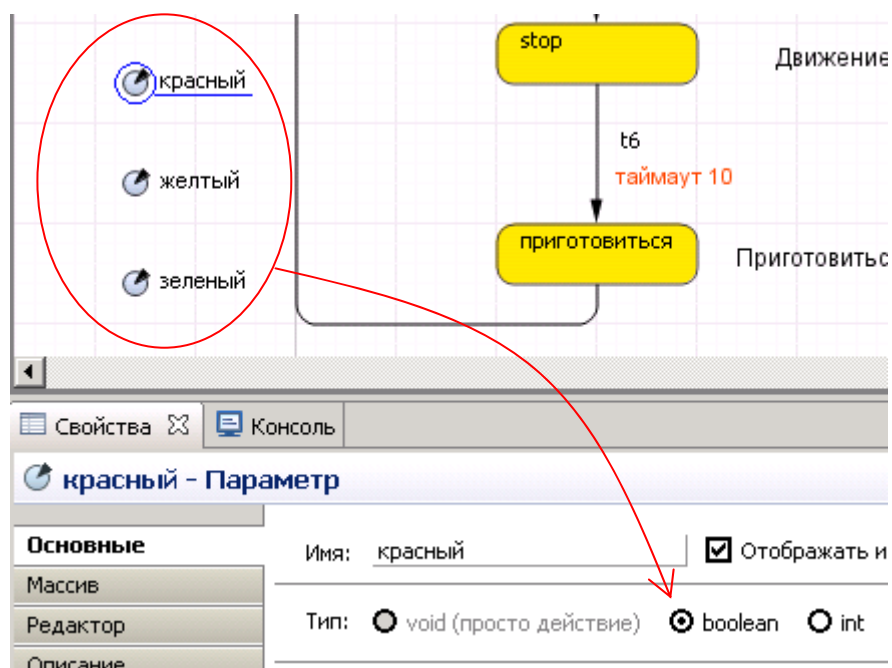 stop
Движение
красный
t6
таймаут 10
желтый
приготовиться
Приготовитьс
зеленый
Свойства
Консоль
красный - Параметр
Основные
Имя: красный Отображать и
Массив
Тип: void (просто действие) boolean int
Редактор
Описание